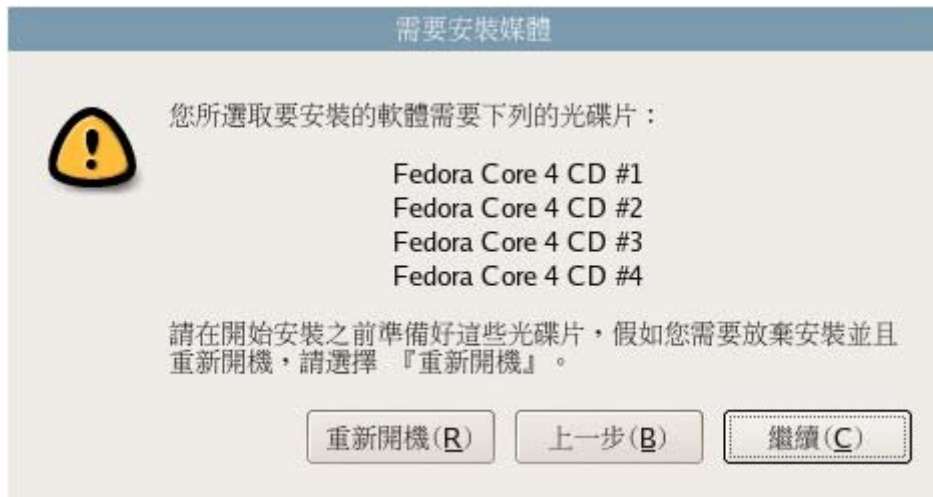 需要安裝媒體
您所選取要安裝的軟體需要下列的光碟片：
Fedora Core 4 CD #1
Fedora Core 4 CD #2
Fedora Core 4 CD #3
Fedora Core 4 CD #4
請在開始安裝之前準備好這些光碟片，假如您需要放棄安裝並且
重新開機，請選擇 『重新開機』。
重新開機(R) 上一步(B) 繼續(C)